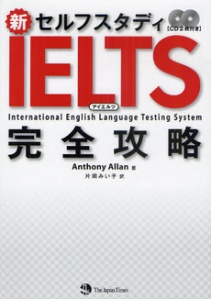 新 セルフスタディ
【CD2枚付き】
IELTS
アイエルツ
International English Language Testing System
完全攻略
Anthony Allan 著
片岡みい子 訳
The Japan Times